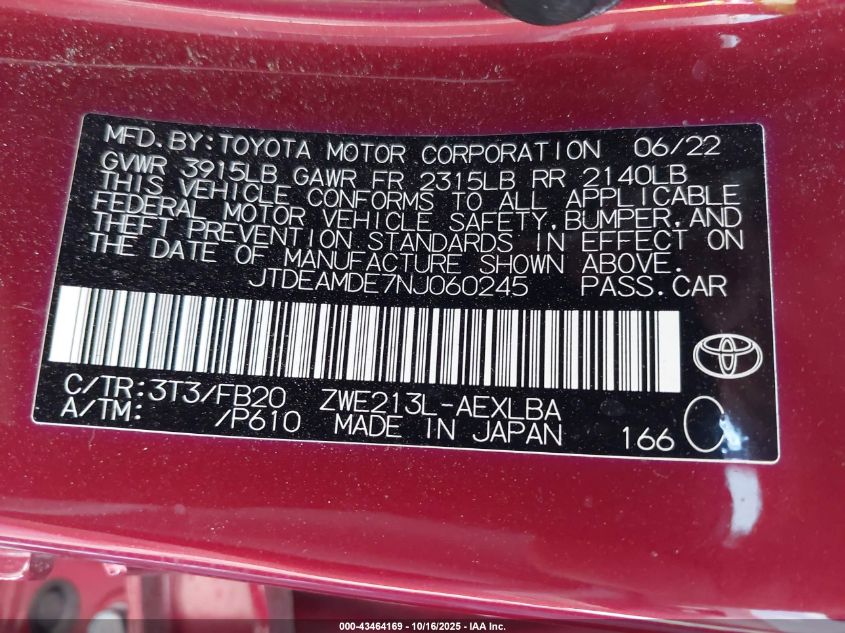 MFD.BY:TOYOTA MOTOR CORPORATION 06/22
GVWR 3915LB GAWR FR 2315LB RR 2140LB
THIS VEHICLE CONFORMS TO ALL APPLICABLE
FEDERAL MOTOR VEHICLE SAFETY,BUMPER,AND
THEFT PREVENTION STANDARDS IN EFFECT ON
THE DATE OF MANUFACTURE SHOWN ABOVE.
JTDEAMDE7NJ060245 PASS.CAR
C/TR:3T3/FB20 ZWE213L-AEXLBA
A/TM: /P610 MADE IN JAPAN 166 C
000-43464169 - 10/16/2025 - IAA Inc.